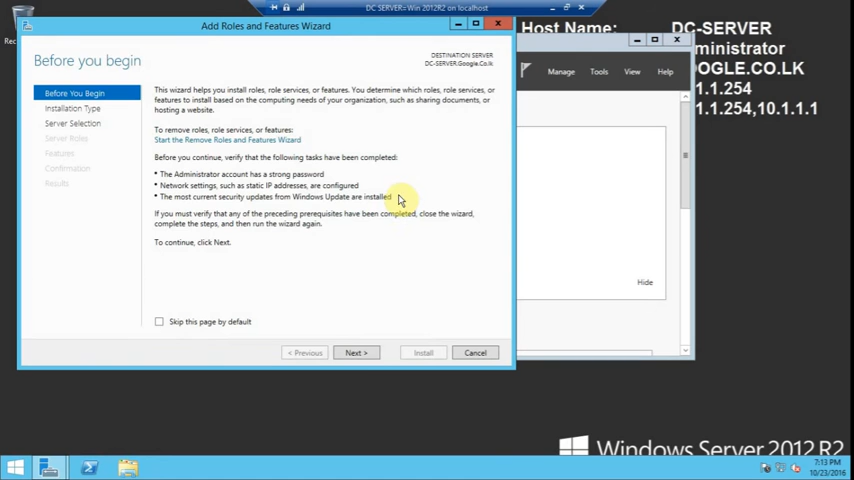 DC SERVER=Win 2012R2 on localhost
Add Roles and Features Wizard
Host Name:
DC-SERVER
ministrator
OOGLE.CO.LK
.1.1.254
.1.1.254,10.1.1.1
Before you begin
DESTINATION SERVER
DC-SERVER.Google.Co.lk
Manage
Tools
View
Help
Before You Begin
Installation Type
Server Selection
Server Roles
Features
Confirmation
Results
This wizard helps you install roles, role services, or features. You determine which roles, role services, or
features to install based on the computing needs of your organization, such as sharing documents, or
hosting a website.
To remove roles, role services, or features:
Start the Remove Roles and Features Wizard
Before you continue, verify that the following tasks have been completed:
• The Administrator account has a strong password
• Network settings, such as static IP addresses, are configured
• The most current security updates from Windows Update are installed
If you must verify that any of the preceding prerequisites have been completed, close the wizard,
complete the steps, and then run the wizard again.
To continue, click Next.
Skip this page by default
< Previous
Next >
Install
Cancel
Hide
Windows Server 2012 R2
7:13 PM
10/23/2016